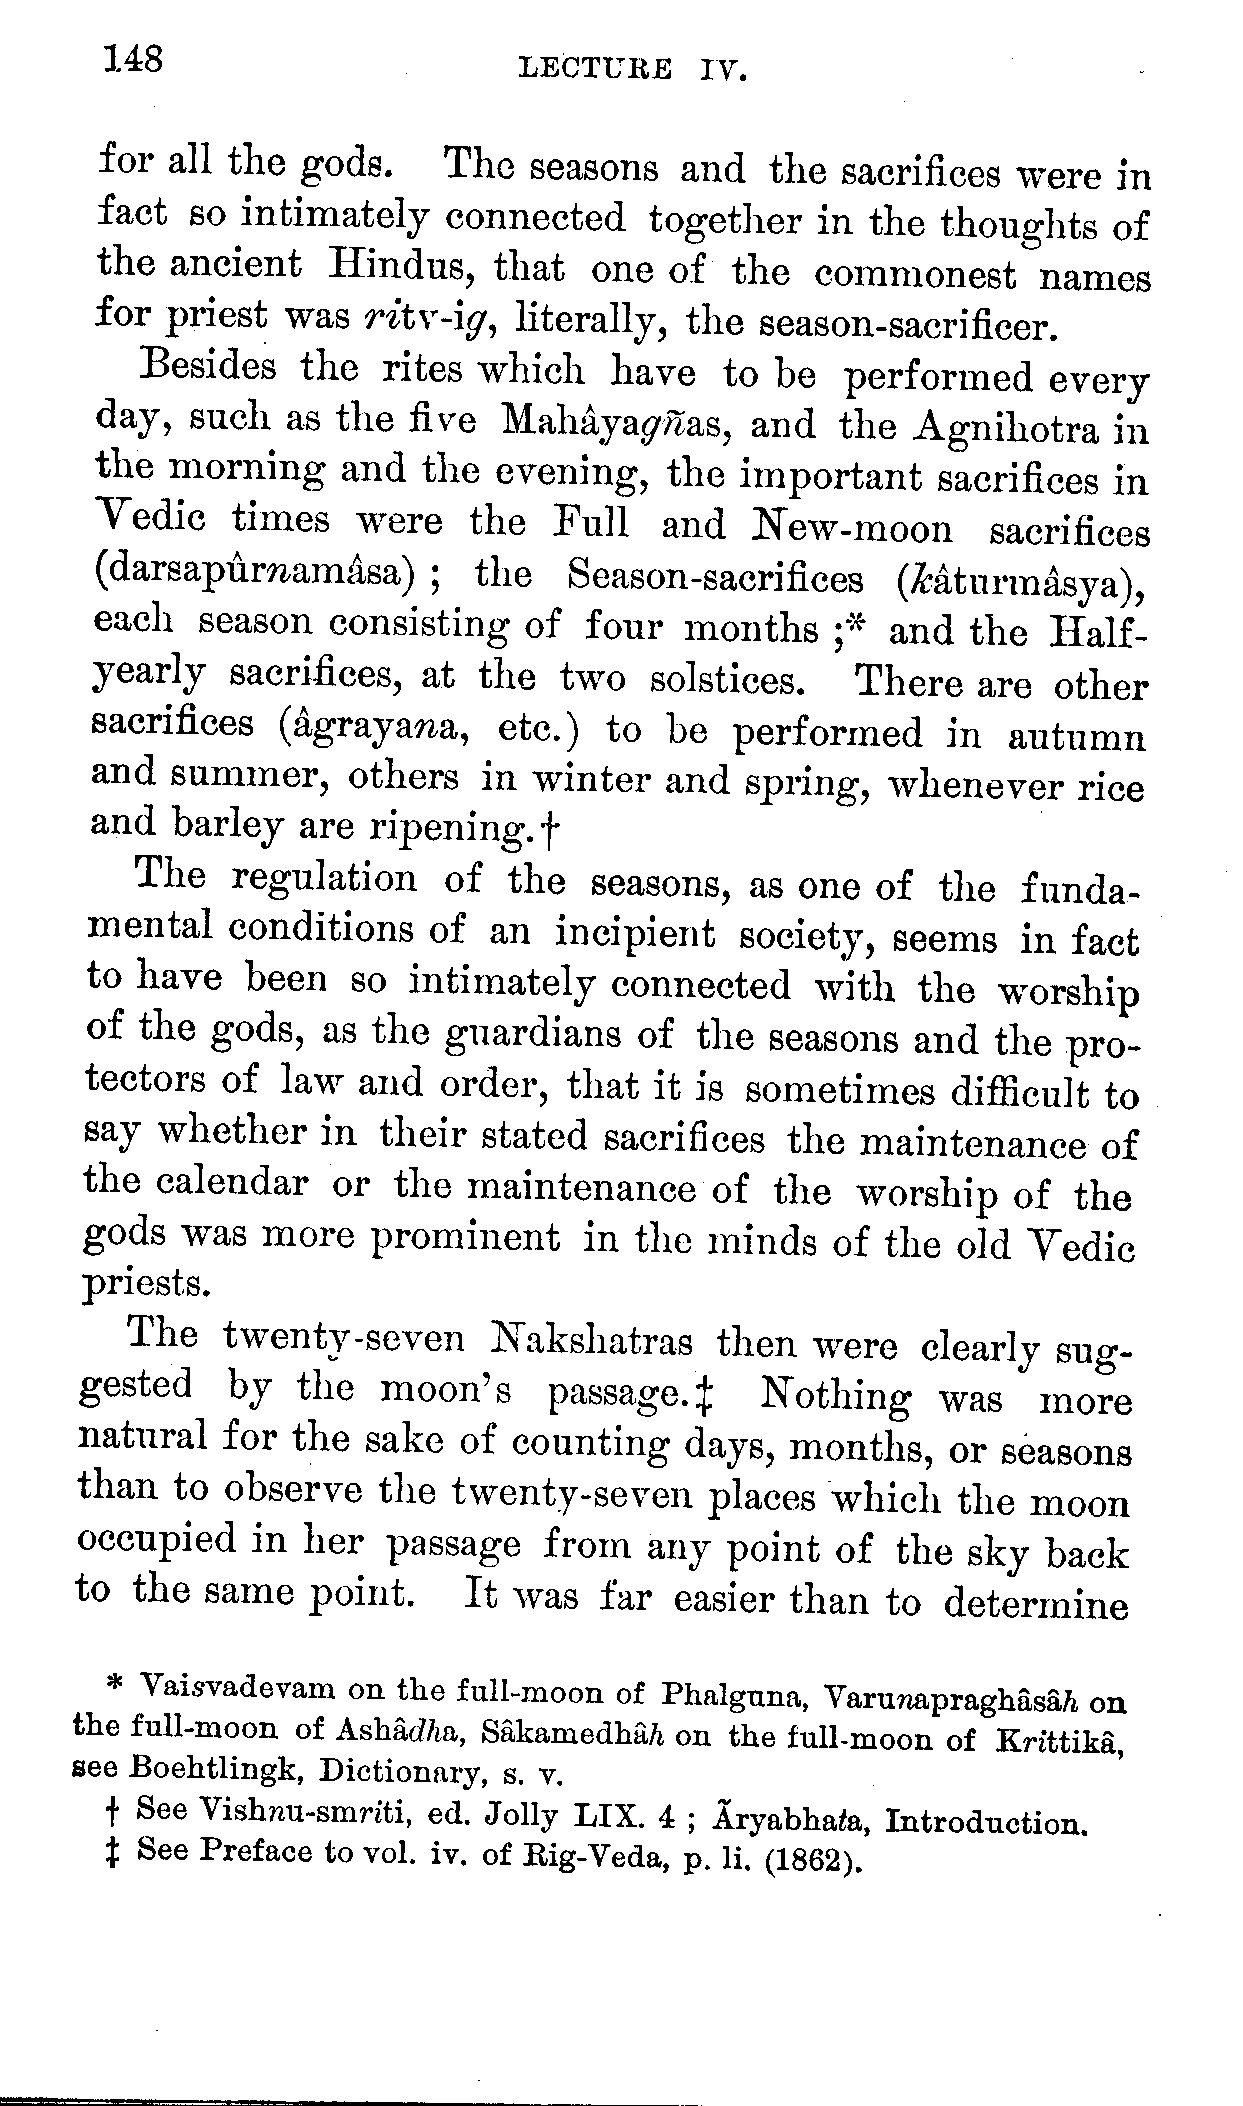 148
LECTURE IV.
for all the gods. The seasons and the sacrifices were in
fact so intimately connected together in the thoughts of
the ancient Hindus, that one of the commonest names
for priest was ritv-ig, literally, the season-sacrificer.
Besides the rites which have to be performed every
day, such as the five Mahâyagñas, and the Agnihotra in
the morning and the evening, the important sacrifices in
Vedic times were the Full and New-moon sacrifices
(darsapûrnamâsa) ; the Season-sacrifices (kâturmâsya),
each season consisting of four months ;* and the Half-
yearly sacrifices, at the two solstices. There are other
sacrifices (âgrayana, etc.) to be performed in autumn
and summer, others in winter and spring, whenever rice
and barley are ripening.†
The regulation of the seasons, as one of the funda-
mental conditions of an incipient society, seems in fact
to have been so intimately connected with the worship
of the gods, as the guardians of the seasons and the pro-
tectors of law and order, that it is sometimes difficult to
say whether in their stated sacrifices the maintenance of
the calendar or the maintenance of the worship of the
gods was more prominent in the minds of the old Vedic
priests.
The twenty-seven Nakshatras then were clearly sug-
gested by the moon's passage.‡ Nothing was more
natural for the sake of counting days, months, or seasons
than to observe the twenty-seven places which the moon
occupied in her passage from any point of the sky back
to the same point. It was far easier than to determine
* Vaisvadevam on the full-moon of Phalguna, Varunapraghâsâh on
the full-moon of Ashâdha, Sâkamedhâh on the full-moon of Krittikâ,
see Boehtlingk, Dictionary, s. v.
† See Vishnu-smriti, ed. Jolly LIX. 4 ; Ãryabhata, Introduction.
‡ See Preface to vol. iv. of Rig-Veda, p. li. (1862).